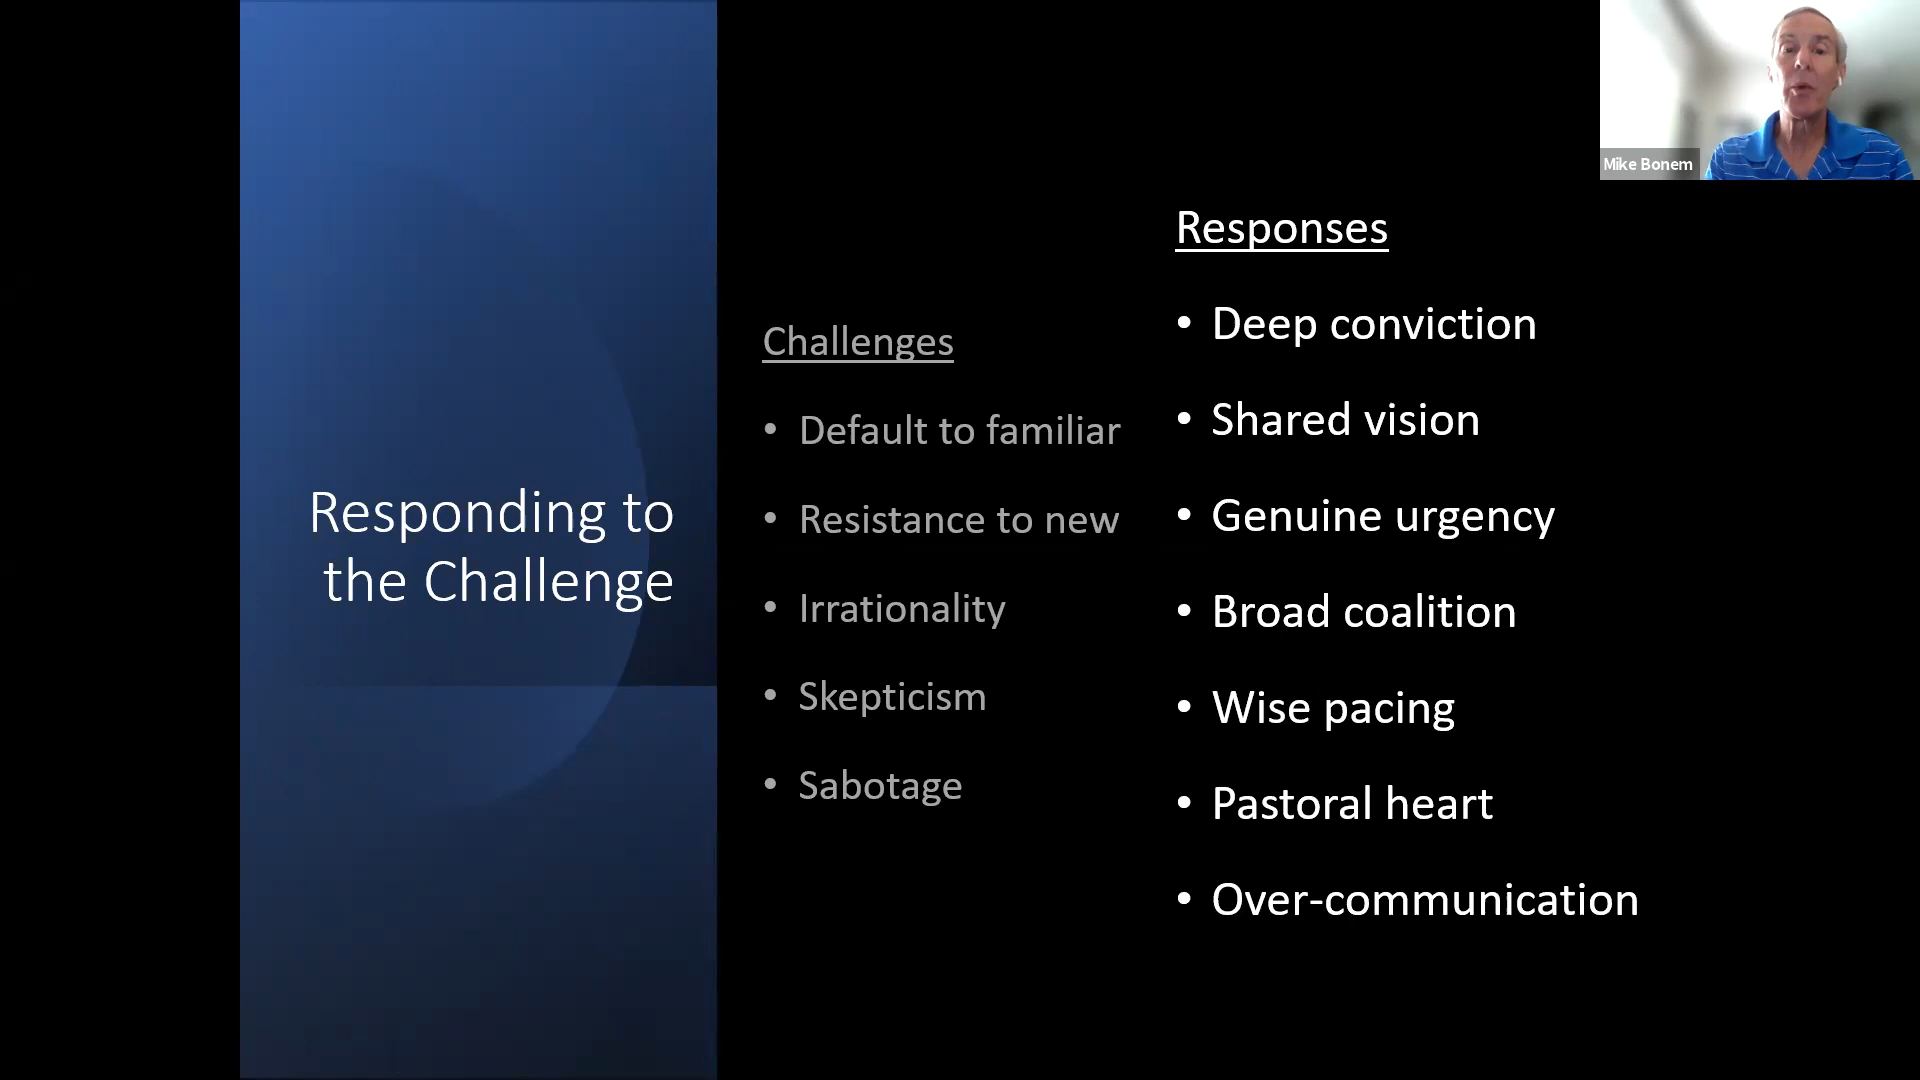 Mike Bonem
Responding to
the Challenge
Challenges
• Default to familiar
• Resistance to new
• Irrationality
• Skepticism
• Sabotage
Responses
• Deep conviction
• Shared vision
• Genuine urgency
• Broad coalition
• Wise pacing
• Pastoral heart
• Over-communication